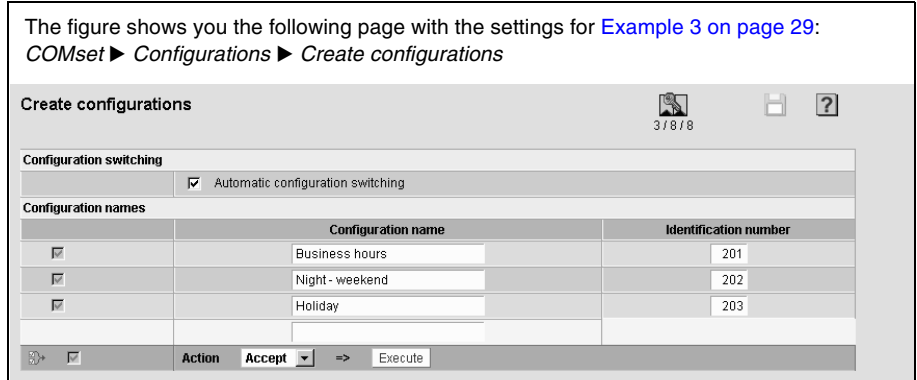 The figure shows you the following page with the settings for Example 3 on page 29:
COMset ▶ Configurations ▶ Create configurations
Create configurations
3 / 8 / 8
?
Configuration switching
Automatic configuration switching
Configuration names
Configuration name Identification number
Business hours 201
Night - weekend 202
Holiday 203
Action Accept => Execute